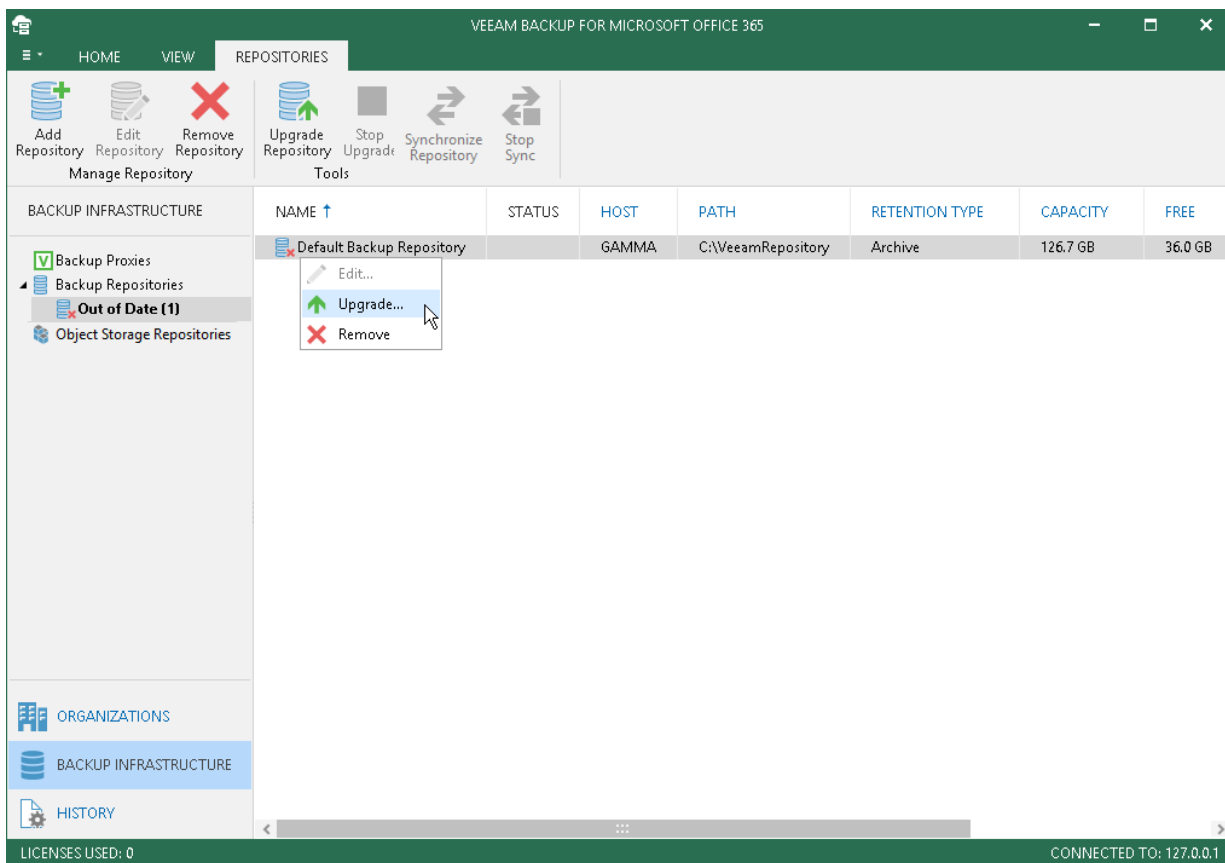 VEEAM BACKUP FOR MICROSOFT OFFICE 365
HOME VIEW REPOSITORIES
Add Repository
Edit Repository
Remove Repository
Manage Repository
Upgrade Repository
Stop Upgrade
Synchronize Repository
Stop Sync
Tools
BACKUP INFRASTRUCTURE
V Backup Proxies
Backup Repositories
Out of Date (1)
Object Storage Repositories
NAME STATUS HOST PATH RETENTION TYPE CAPACITY FREE
Default Backup Repository GAMMA C:\VeeamRepository Archive 126.7 GB 36.0 GB
Edit...
Upgrade...
Remove
ORGANIZATIONS
BACKUP INFRASTRUCTURE
HISTORY
LICENSES USED: 0
CONNECTED TO: 127.0.0.1